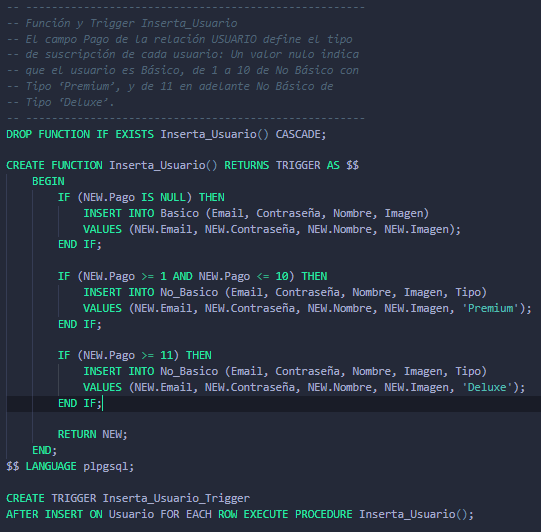 -- --------------------------------------------------
-- Función y Trigger Inserta_Usuario
-- El campo Pago de la relación USUARIO define el tipo
-- de suscripción de cada usuario: Un valor nulo indica
-- que el usuario es Básico, de 1 a 10 de No Básico con
-- Tipo ‘Premium’, y de 11 en adelante No Básico de
-- Tipo ‘Deluxe’.
-- --------------------------------------------------
DROP FUNCTION IF EXISTS Inserta_Usuario() CASCADE;
CREATE FUNCTION Inserta_Usuario() RETURNS TRIGGER AS $$
BEGIN
IF (NEW.Pago IS NULL) THEN
INSERT INTO Basico (Email, Contraseña, Nombre, Imagen)
VALUES (NEW.Email, NEW.Contraseña, NEW.Nombre, NEW.Imagen);
END IF;
IF (NEW.Pago >= 1 AND NEW.Pago <= 10) THEN
INSERT INTO No_Basico (Email, Contraseña, Nombre, Imagen, Tipo)
VALUES (NEW.Email, NEW.Contraseña, NEW.Nombre, NEW.Imagen, 'Premium');
END IF;
IF (NEW.Pago >= 11) THEN
INSERT INTO No_Basico (Email, Contraseña, Nombre, Imagen, Tipo)
VALUES (NEW.Email, NEW.Contraseña, NEW.Nombre, NEW.Imagen, 'Deluxe');
END IF;
RETURN NEW;
END;
$$ LANGUAGE plpgsql;
CREATE TRIGGER Inserta_Usuario_Trigger
AFTER INSERT ON Usuario FOR EACH ROW EXECUTE PROCEDURE Inserta_Usuario();